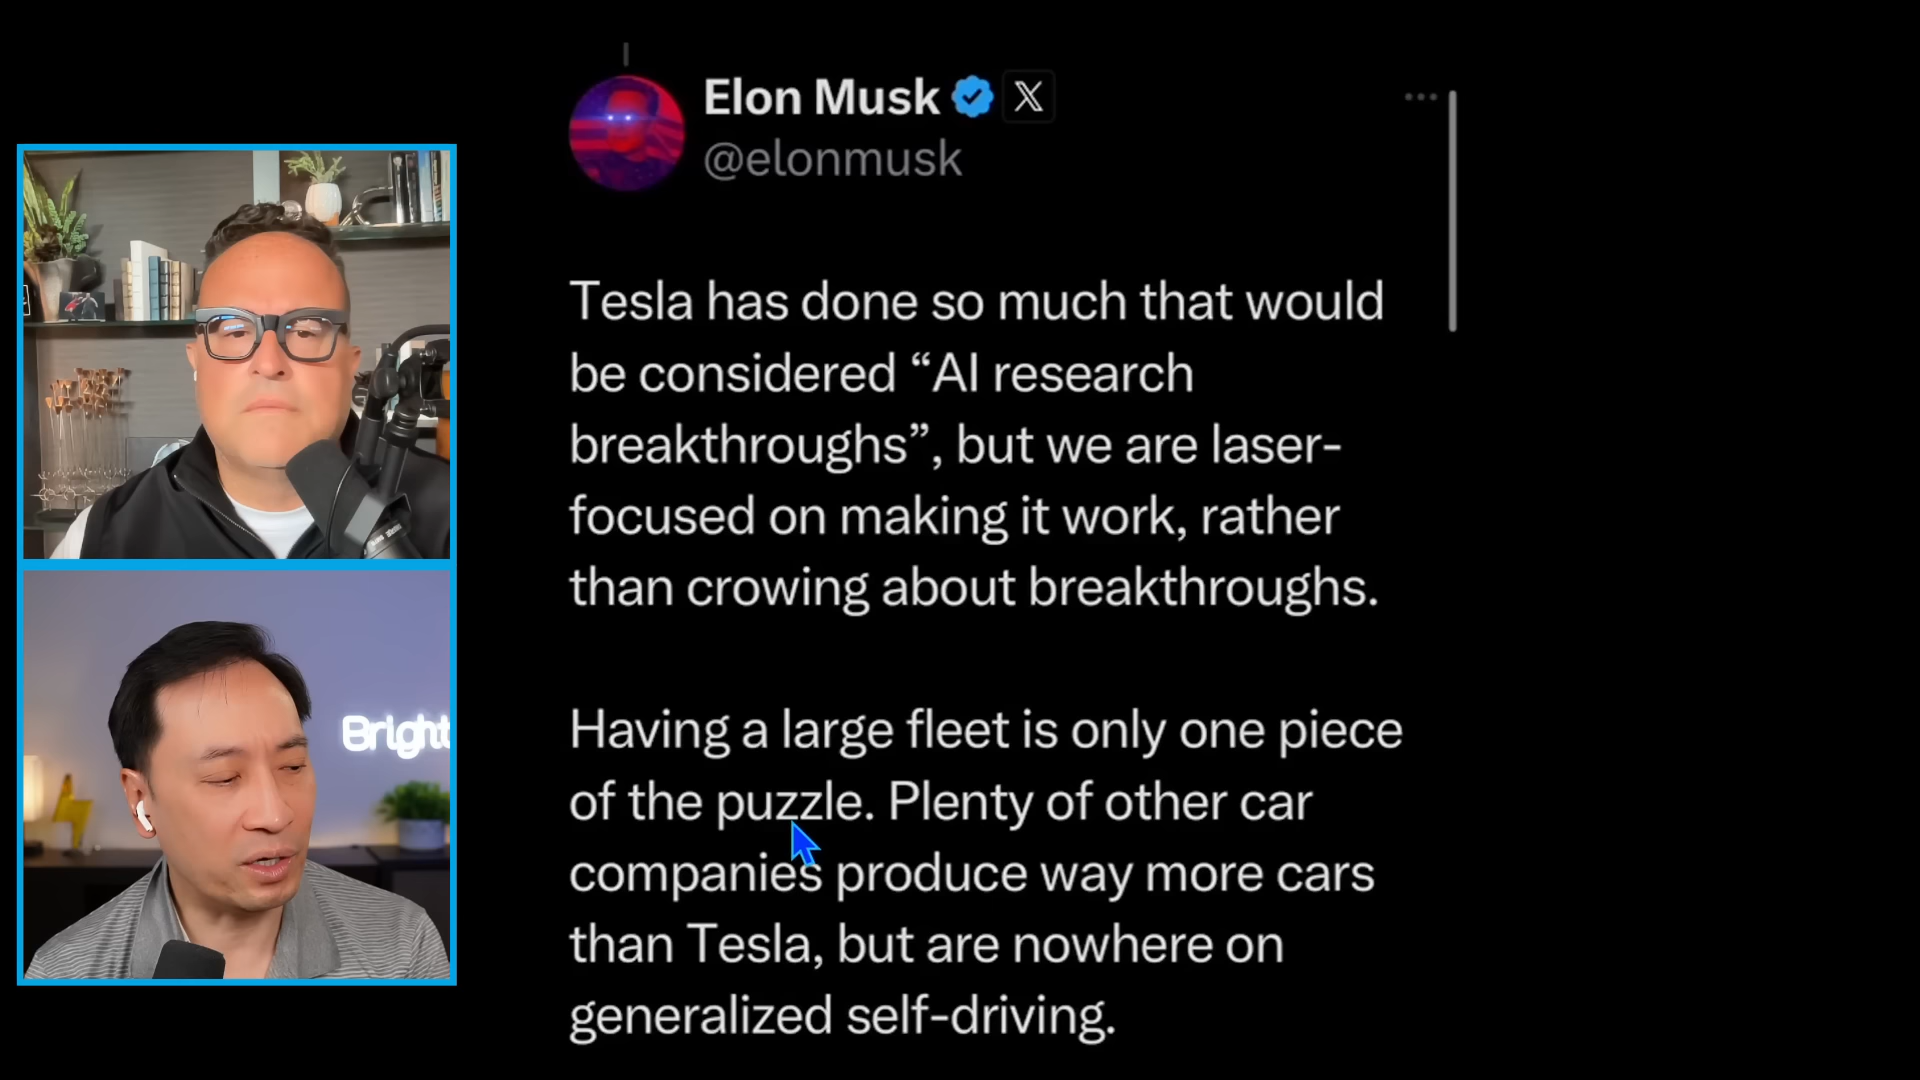 Elon Musk
@elonmusk
Tesla has done so much that would
be considered “AI research
breakthroughs”, but we are laser-
focused on making it work, rather
than crowing about breakthroughs.
Having a large fleet is only one piece
of the puzzle. Plenty of other car
companies produce way more cars
than Tesla, but are nowhere on
generalized self-driving.
Bright